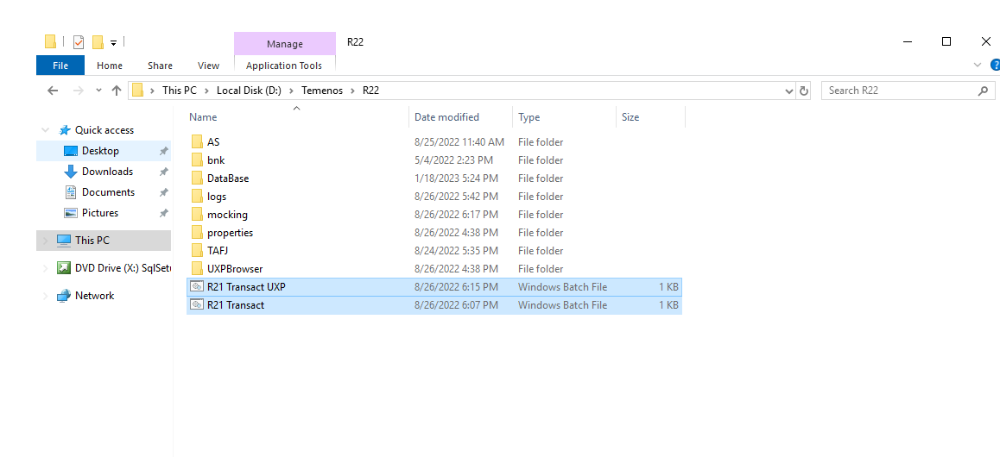 Manage R22
File Home Share View Application Tools ?
This PC > Local Disk (D:) > Temenos > R22 Search R22
Name Date modified Type Size
Quick access
Desktop
Downloads
Documents
Pictures
This PC
DVD Drive (X:) SqlSetu
Network
AS 8/25/2022 11:40 AM File folder
bnk 5/4/2022 2:23 PM File folder
DataBase 1/18/2023 5:24 PM File folder
logs 8/26/2022 5:42 PM File folder
mocking 8/26/2022 6:17 PM File folder
properties 8/26/2022 4:38 PM File folder
TAFJ 8/24/2022 5:35 PM File folder
UXPBrowser 8/26/2022 4:38 PM File folder
R21 Transact UXP 8/26/2022 6:15 PM Windows Batch File 1 KB
R21 Transact 8/26/2022 6:07 PM Windows Batch File 1 KB